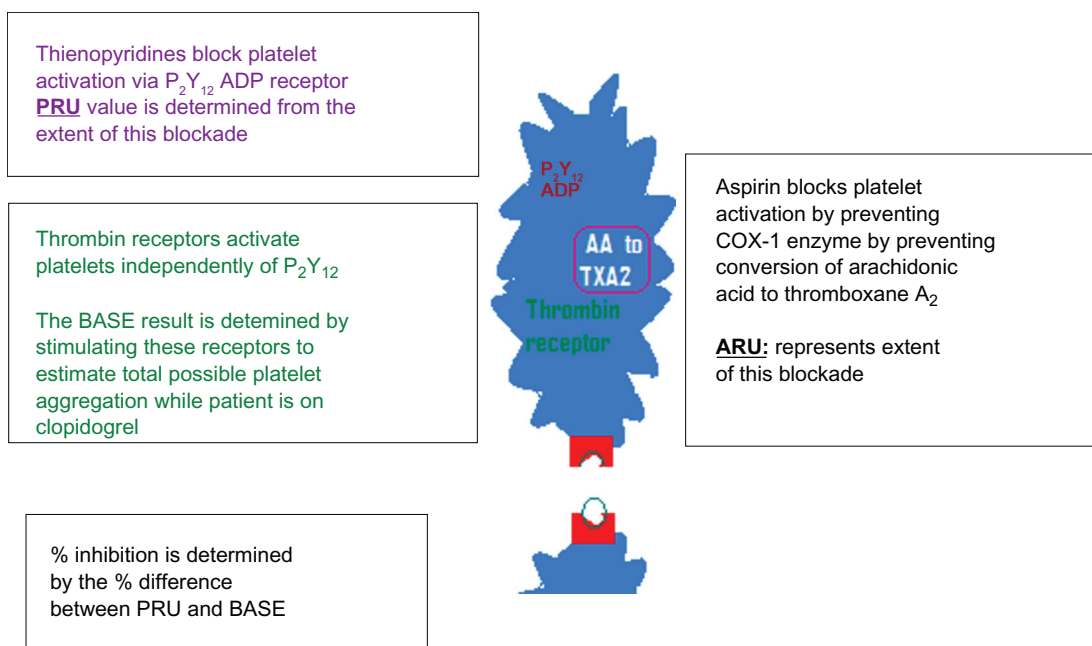 Thienopyridines block platelet
activation via P₂Y₁₂ ADP receptor
PRU value is determined from the
extent of this blockade
Thrombin receptors activate
platelets independently of P₂Y₁₂
The BASE result is detemined by
stimulating these receptors to
estimate total possible platelet
aggregation while patient is on
clopidogrel
% inhibition is determined
by the % difference
between PRU and BASE
P₂Y₁₂
ADP
AA to
TXA2
Thrombin
receptor
Aspirin blocks platelet
activation by preventing
COX-1 enzyme by preventing
conversion of arachidonic
acid to thromboxane A₂
ARU: represents extent
of this blockade